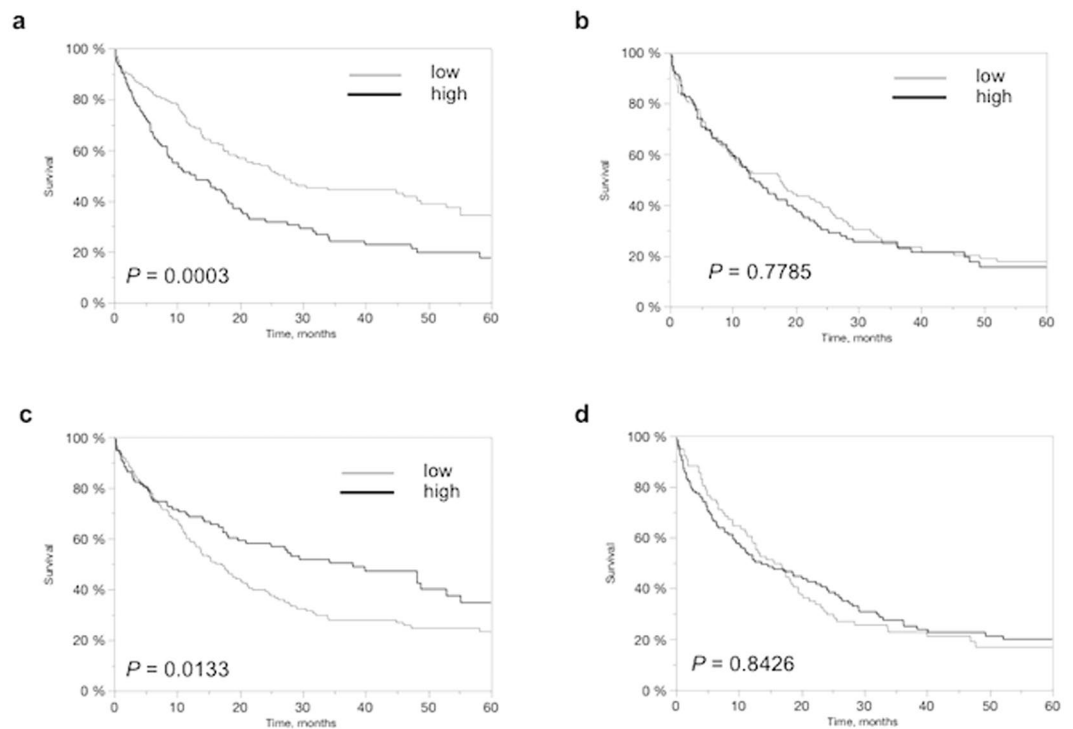 a
100 %
80 %
60 %
40 %
20 %
0 %
Survival
low
high
P = 0.0003
0 10 20 30 40 50 60
Time, months
b
100 %
80 %
60 %
40 %
20 %
0 %
Survival
low
high
P = 0.7785
0 10 20 30 40 50 60
Time, months
c
100 %
80 %
60 %
40 %
20 %
0 %
Survival
low
high
P = 0.0133
0 10 20 30 40 50 60
Time, months
d
100 %
80 %
60 %
40 %
20 %
0 %
Survival
P = 0.8426
0 10 20 30 40 50 60
Time, months